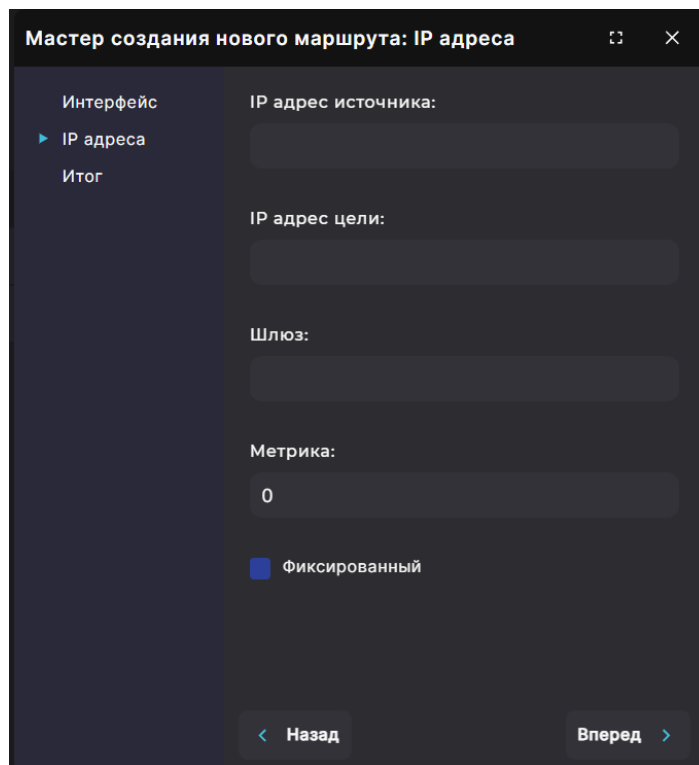 Мастер создания нового маршрута: IP адреса
Интерфейс
IP адреса
Итог
IP адрес источника:
IP адрес цели:
Шлюз:
Метрика:
0
Фиксированный
Назад
Вперед